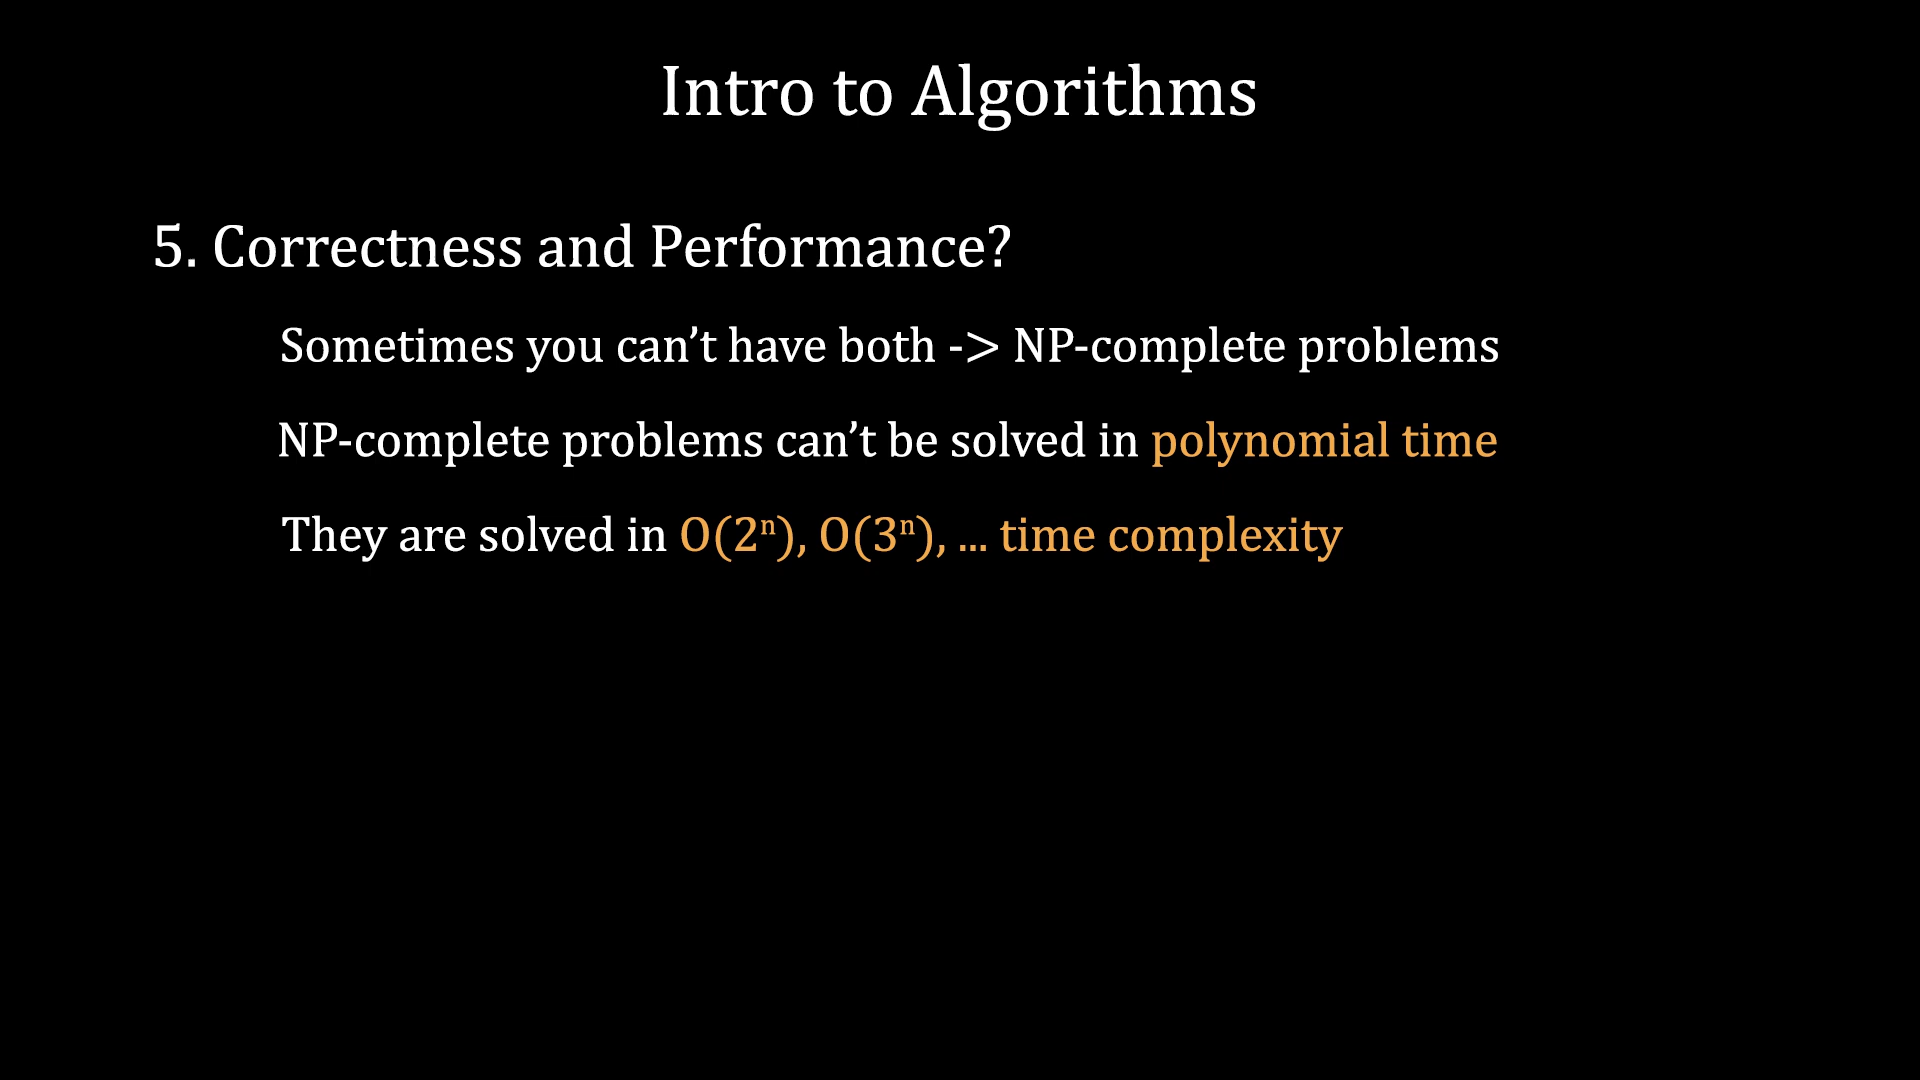 Intro to Algorithms
5. Correctness and Performance?
Sometimes you can’t have both -> NP-complete problems
NP-complete problems can’t be solved in polynomial time
They are solved in O(2ⁿ), O(3ⁿ), ... time complexity